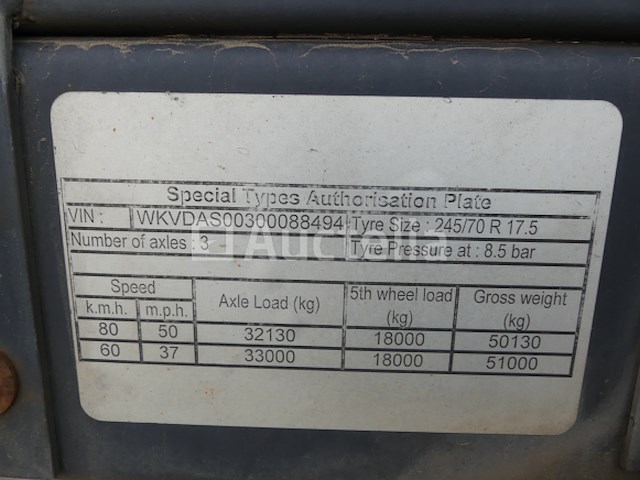 Special Types Authorisation Plate
VIN : WKVDAS00300088494 Tyre Size : 245/70 R 17.5
Number of axles : 3 Tyre Pressure at : 8.5 bar
Auctelia
Speed Axle Load (kg) 5th wheel load (kg) Gross weight (kg)
k.m.h. m.p.h.
80 50 32130 18000 50130
60 37 33000 18000 51000